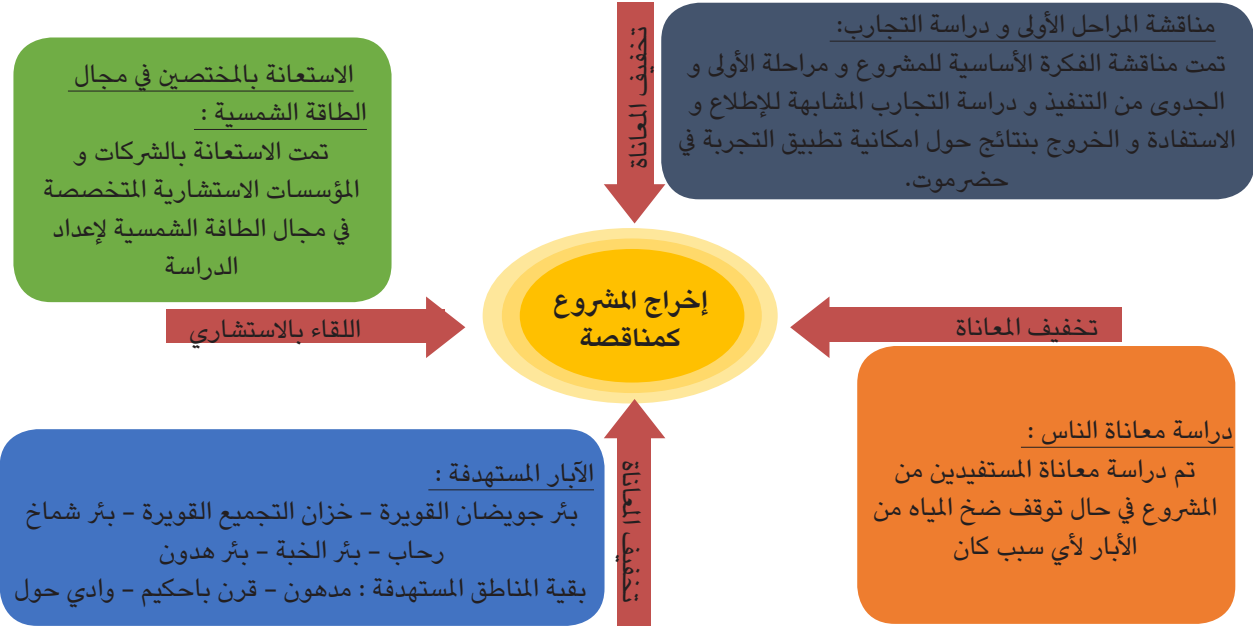 مناقشة المراحل الأولى و دراسة التجارب:
تمت مناقشة الفكرة الأساسية للمشروع و مراحلة الأولى و
الجدوى من التنفيذ و دراسة التجارب المشابهة للإطلاع و
الاستفادة و الخروج بنتائج حول امكانية تطبيق التجربة في
حضرموت.
تخفيف المعاناة
الاستعانة بالمختصين في مجال
الطاقة الشمسية :
تمت الاستعانة بالشركات و
المؤسسات الاستشارية المتخصصة
في مجال الطافة الشمسية لإعداد
الدراسة
إخراج المشروع
كمناقصة
تخفيف المعاناة
اللقاء بالاستشاري
دراسة معاناة الناس :
تم دراسة معاناة المستفيدين من
المشروع في حال توقف ضخ المياه من
الأبار لأي سبب كان
تخفيف المعاناة
الآبار المستهدفة :
بئر جويضان القويرة – خزان التجميع القويرة – بئر شماخ
رحاب – بئر الخبة – بئر هدون
بقية المناطق المستهدفة : مدهون – قرن باحكيم – وادي حول